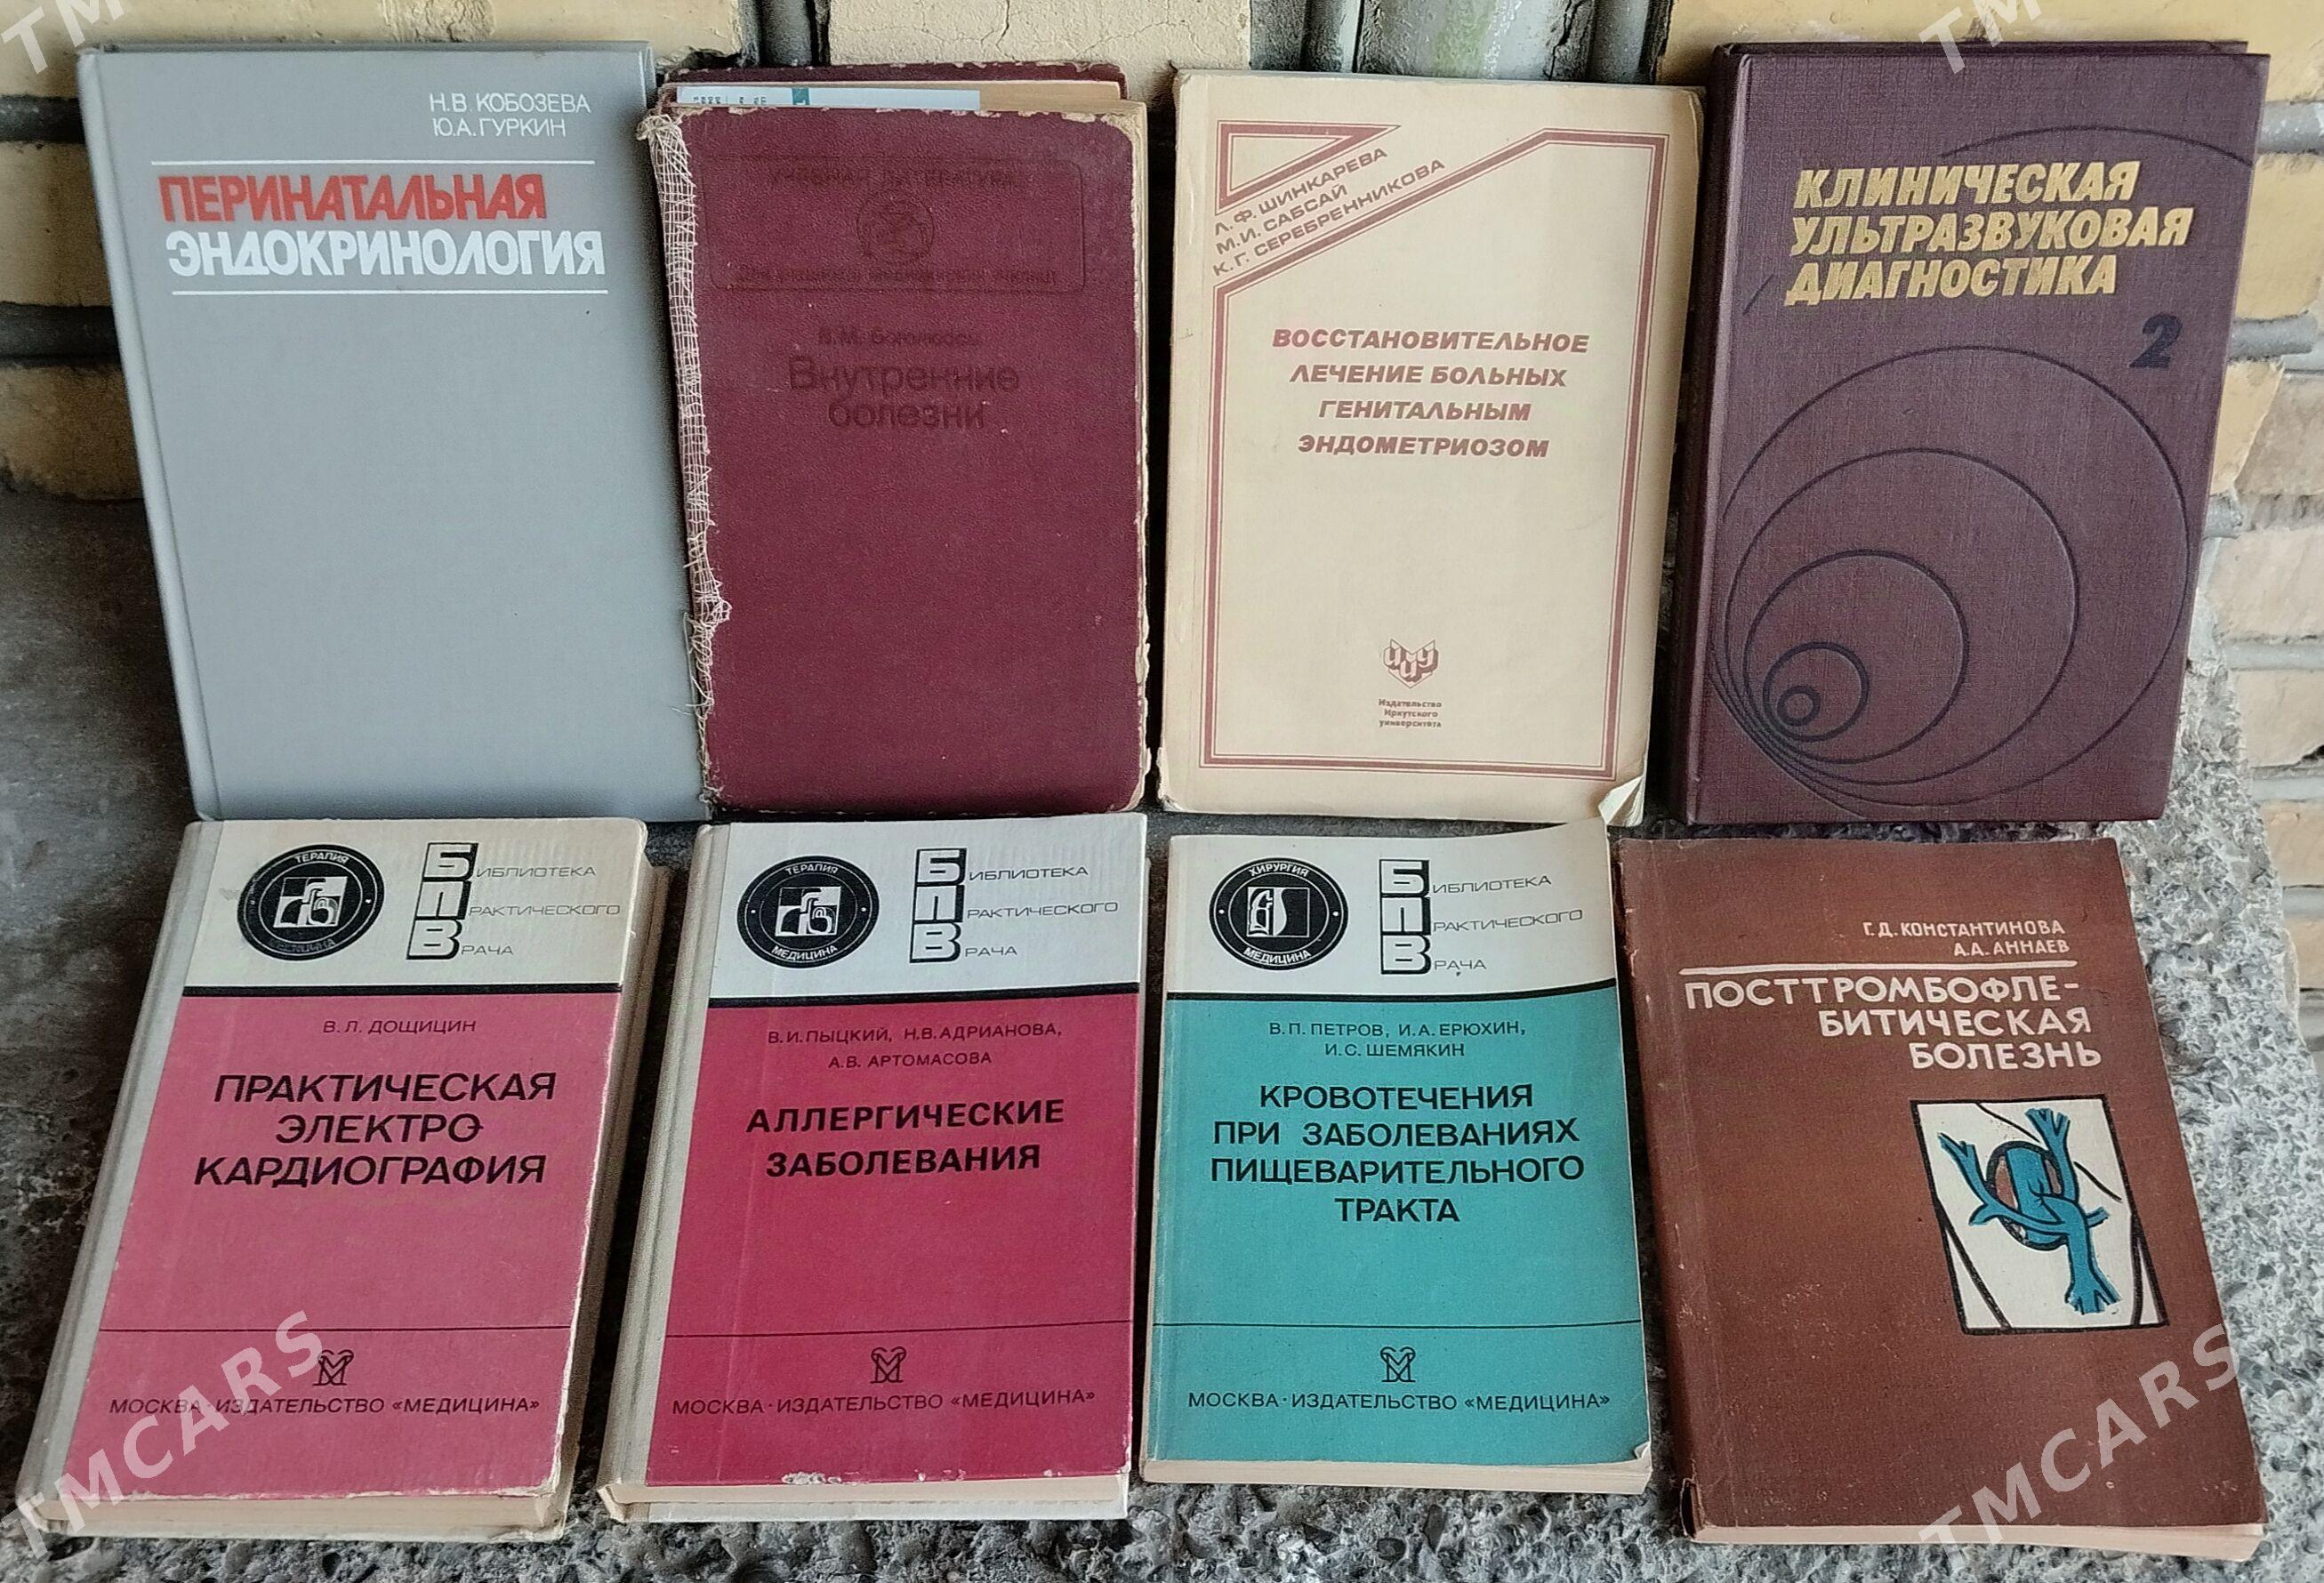 Н.В. КОБОЗЕВА
Ю.А. ГУРКИН
ПЕРИНАТАЛЬНАЯ
ЭНДОКРИНОЛОГИЯ
УЧЕБНАЯ ЛИТЕРАТУРА
Внутренние
болезни
Л.Ф. ШИНКАРЕВА
М.И. САБСАЙ
К.Г. СЕРЕБРЕННИКОВА
ВОССТАНОВИТЕЛЬНОЕ
ЛЕЧЕНИЕ БОЛЬНЫХ
ГЕНИТАЛЬНЫМ
ЭНДОМЕТРИОЗОМ
Издательство
Иркутского
университета
КЛИНИЧЕСКАЯ
УЛЬТРАЗВУКОВАЯ
ДИАГНОСТИКА
2
ТЕРАПИЯ
МЕДИЦИНА
БИБЛИОТЕКА
ПРАКТИЧЕСКОГО
ВРАЧА
В.Л. ДОЩИЦИН
ПРАКТИЧЕСКАЯ
ЭЛЕКТРО
КАРДИОГРАФИЯ
МОСКВА · ИЗДАТЕЛЬСТВО «МЕДИЦИНА»
ТЕРАПИЯ
МЕДИЦИНА
БИБЛИОТЕКА
ПРАКТИЧЕСКОГО
ВРАЧА
В.И. ПЫЦКИЙ, Н.В. АДРИАНОВА,
А.В. АРТОМАСОВА
АЛЛЕРГИЧЕСКИЕ
ЗАБОЛЕВАНИЯ
МОСКВА · ИЗДАТЕЛЬСТВО «МЕДИЦИНА»
ХИРУРГИЯ
МЕДИЦИНА
БИБЛИОТЕКА
ПРАКТИЧЕСКОГО
ВРАЧА
В.П. ПЕТРОВ, И.А. ЕРЮХИН,
И.С. ШЕМЯКИН
КРОВОТЕЧЕНИЯ
ПРИ ЗАБОЛЕВАНИЯХ
ПИЩЕВАРИТЕЛЬНОГО
ТРАКТА
МОСКВА · ИЗДАТЕЛЬСТВО «МЕДИЦИНА»
Г.Д. КОНСТАНТИНОВА
А.А. АННАЕВ
ПОСТТРОМБОФЛЕ-
БИТИЧЕСКАЯ
БОЛЕЗНЬ
TMCARS
TMCARS